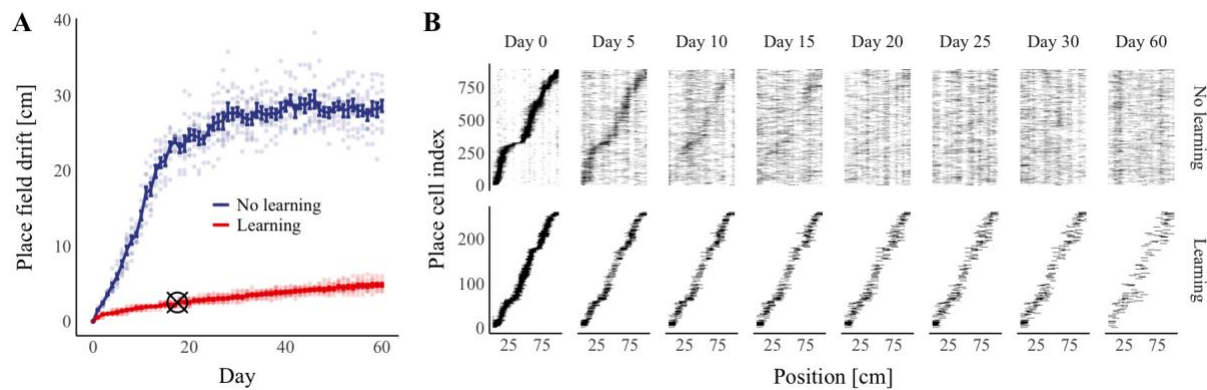 A
Place field drift [cm]
40
30
20
10
0
No learning
Learning
0
20
40
60
Day
B
Day 0
Day 5
Day 10
Day 15
Day 20
Day 25
Day 30
Day 60
Place cell index
750
500
250
0
No learning
200
100
0
Learning
25 75 25 75 25 75 25 75 25 75 25 75 25 75 25 75
Position [cm]